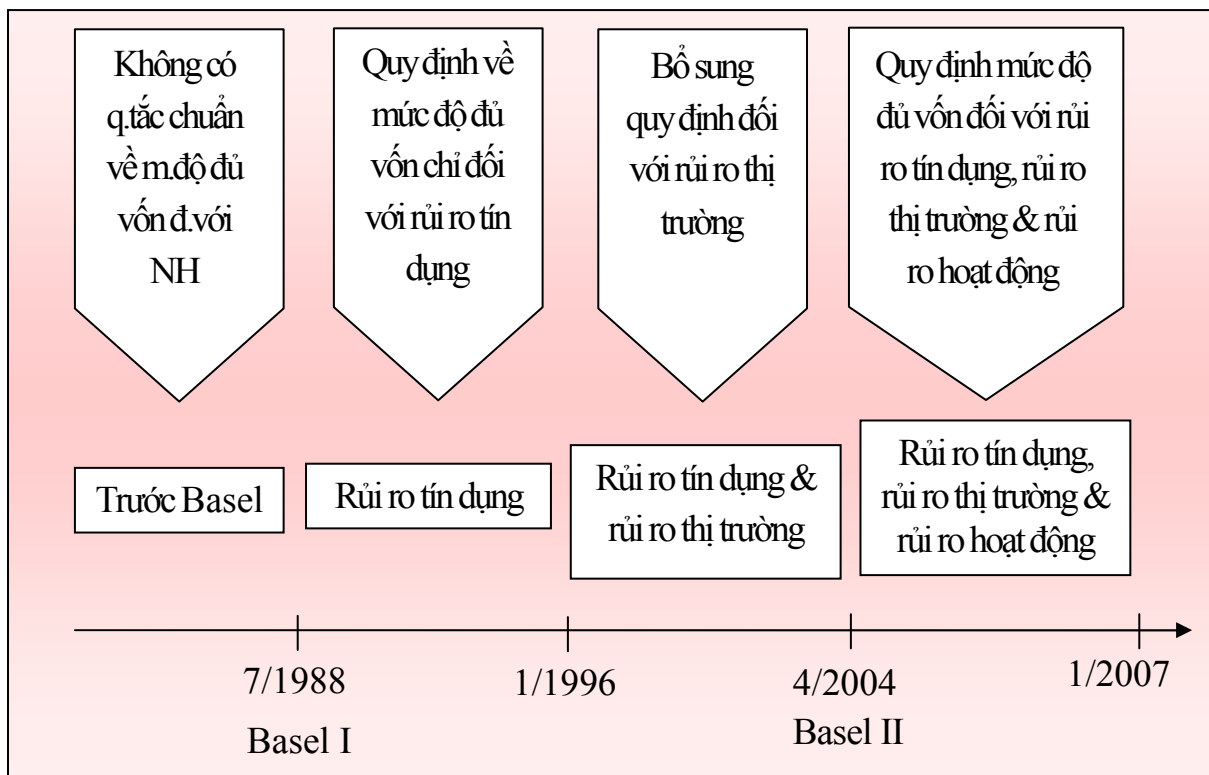 Không có
q.tắc chuẩn
về m.độ đủ
vốn đ.với
NH
Quy định về
mức độ đủ
vốn chỉ đối
với rủi ro tín
dụng
Bổ sung
quy định đối
với rủi ro thị
trường
Quy định mức độ
đủ vốn đối với rủi
ro tín dụng, rủi ro
thị trường & rủi
ro hoạt động
Trước Basel
Rủi ro tín dụng
Rủi ro tín dụng &
rủi ro thị trường
Rủi ro tín dụng,
rủi ro thị trường &
rủi ro hoạt động
7/1988
1/1996
4/2004
1/2007
Basel I
Basel II